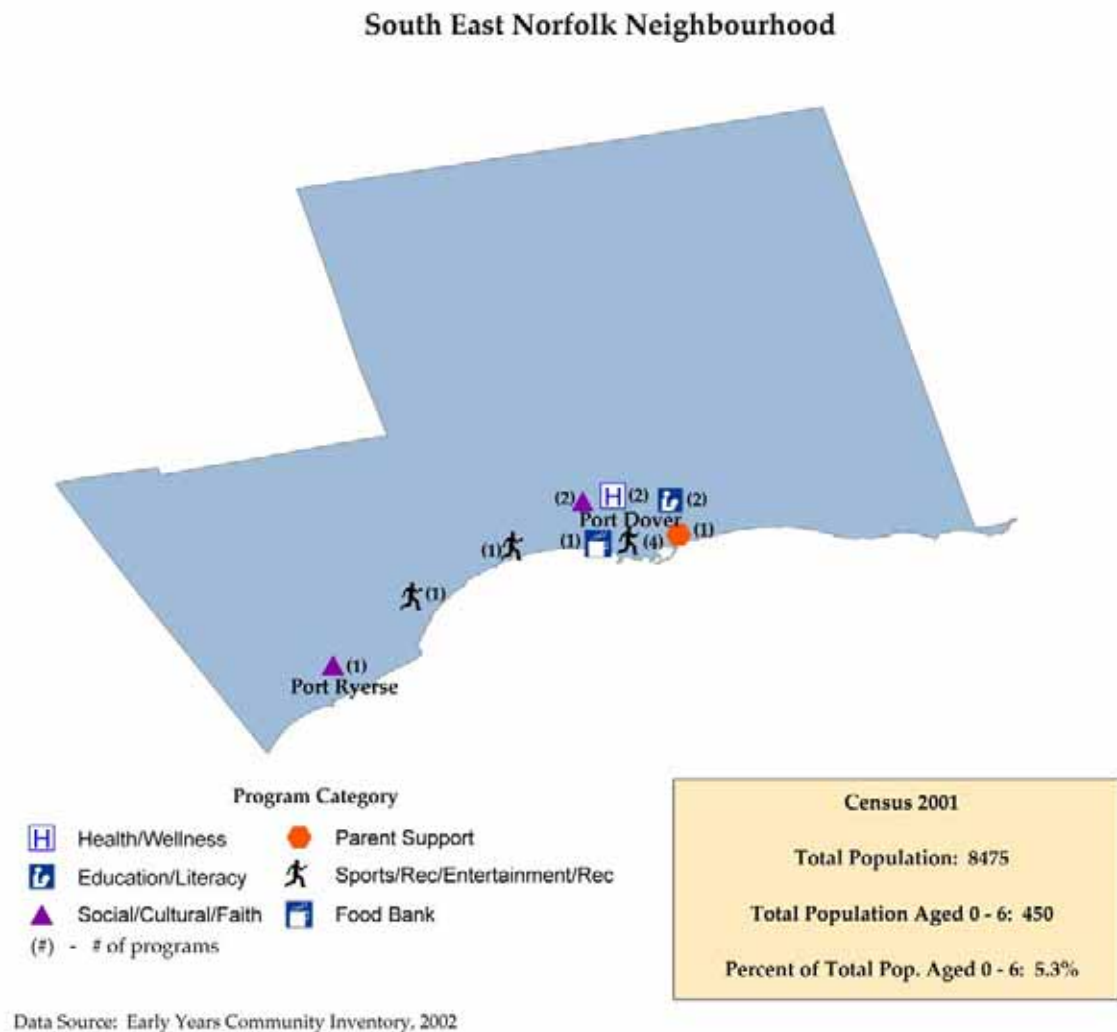 South East Norfolk Neighbourhood
(2) H (2) (2)
Port Dover
(1) (1) (4) (1)
(1)
(1)
Port Ryerse
Program Category
H Health/Wellness Parent Support
Education/Literacy Sports/Rec/Entertainment/Rec
Social/Cultural/Faith Food Bank
(#) - # of programs
Census 2001
Total Population: 8475
Total Population Aged 0 - 6: 450
Percent of Total Pop. Aged 0 - 6: 5.3%
Data Source: Early Years Community Inventory, 2002